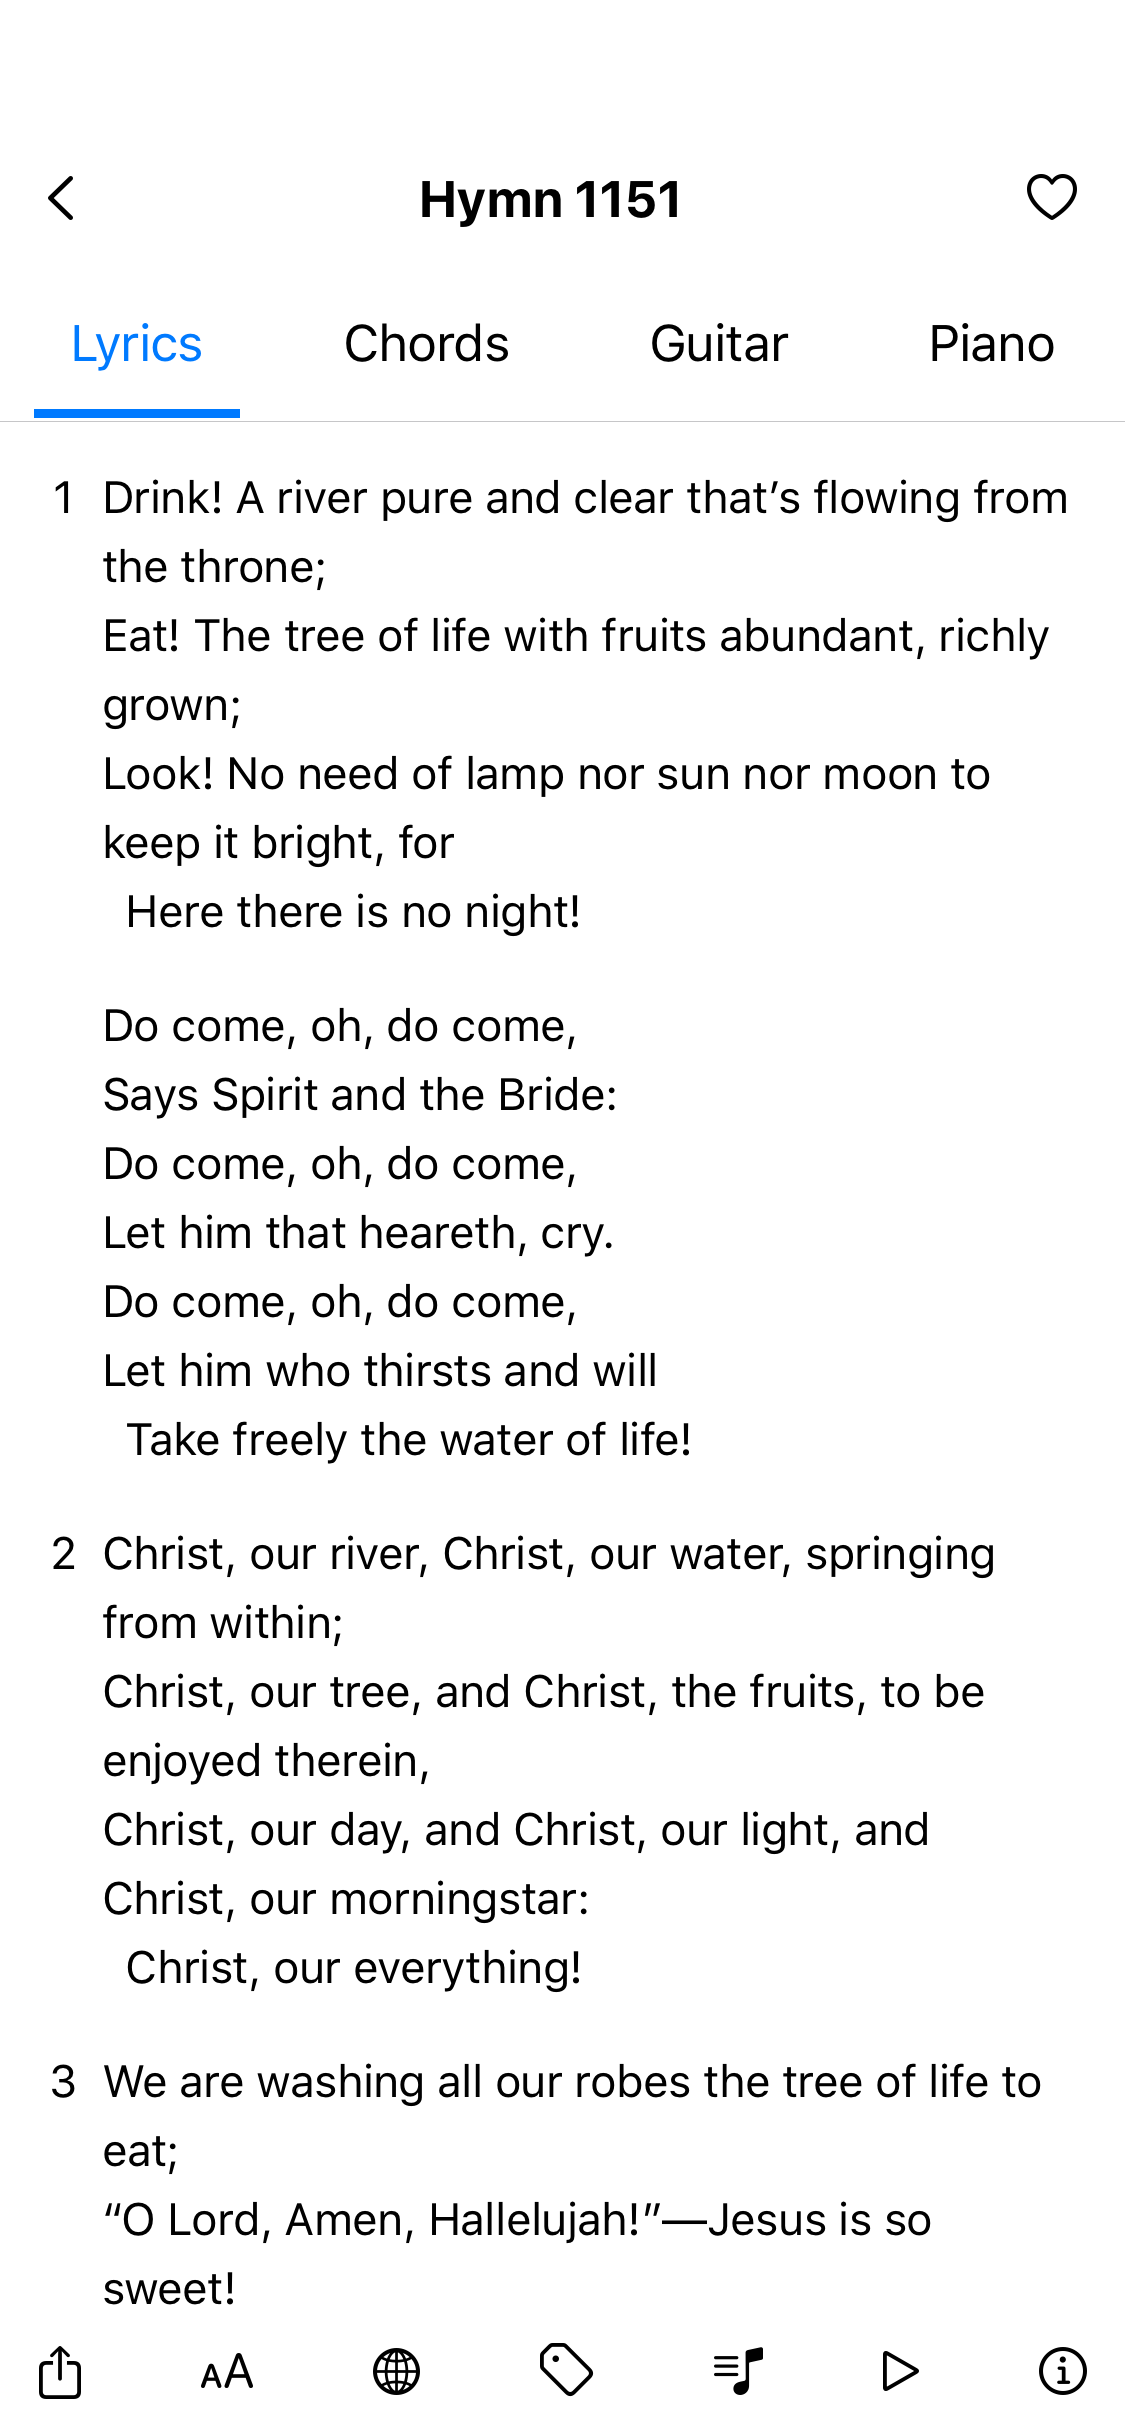 Hymn 1151
Lyrics Chords Guitar Piano
1 Drink! A river pure and clear that’s flowing from
the throne;
Eat! The tree of life with fruits abundant, richly
grown;
Look! No need of lamp nor sun nor moon to
keep it bright, for
Here there is no night!
Do come, oh, do come,
Says Spirit and the Bride:
Do come, oh, do come,
Let him that heareth, cry.
Do come, oh, do come,
Let him who thirsts and will
Take freely the water of life!
2 Christ, our river, Christ, our water, springing
from within;
Christ, our tree, and Christ, the fruits, to be
enjoyed therein,
Christ, our day, and Christ, our light, and
Christ, our morningstar:
Christ, our everything!
3 We are washing all our robes the tree of life to
eat;
“O Lord, Amen, Hallelujah!”—Jesus is so
sweet!
AA